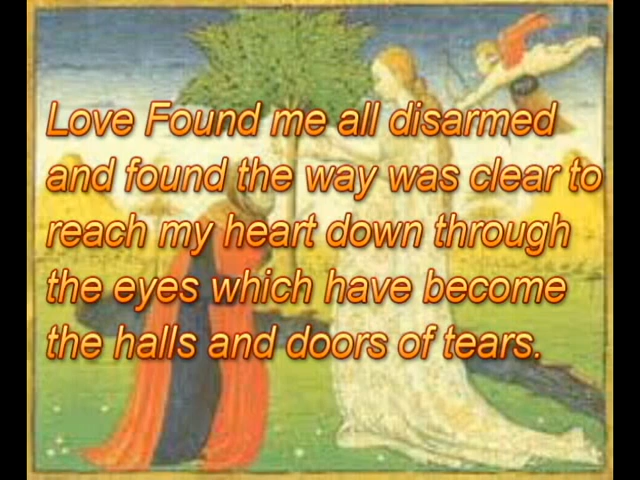 Love Found me all disarmed
and found the way was clear to
reach my heart down through
the eyes which have become
the halls and doors of tears.